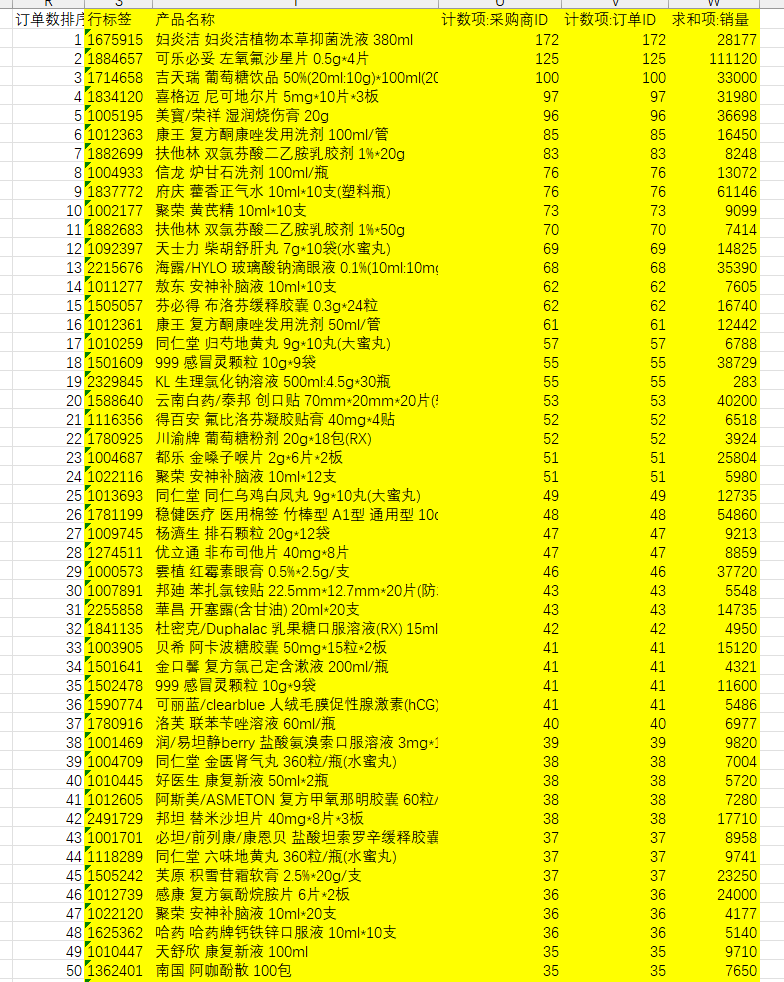 R S T U V W
订单数排序 行标签 产品名称 计数项:采购商ID 计数项:订单ID 求和项:销量
1 1675915 妇炎洁 妇炎洁植物本草抑菌洗液 380ml 172 172 28177
2 1884657 可乐必妥 左氧氟沙星片 0.5g*4片 125 125 111120
3 1714658 吉天瑞 葡萄糖饮品 50%(20ml:10g)*100ml(20 100 100 33000
4 1834120 喜格迈 尼可地尔片 5mg*10片*3板 97 97 31980
5 1005195 美寶/荣祥 湿润烧伤膏 20g 96 96 36698
6 1012363 康王 复方酮康唑发用洗剂 100ml/管 85 85 16450
7 1882699 扶他林 双氯芬酸二乙胺乳胶剂 1%*20g 83 83 8248
8 1004933 信龙 炉甘石洗剂 100ml/瓶 76 76 13072
9 1837772 府庆 藿香正气水 10ml*10支(塑料瓶) 76 76 61146
10 1002177 聚荣 黄芪精 10ml*10支 73 73 9099
11 1882683 扶他林 双氯芬酸二乙胺乳胶剂 1%*50g 70 70 7414
12 1092397 天士力 柴胡舒肝丸 7g*10袋(水蜜丸) 69 69 14825
13 2215676 海露/HYLO 玻璃酸钠滴眼液 0.1%(10ml:10mg 68 68 35390
14 1011277 敖东 安神补脑液 10ml*10支 62 62 7605
15 1505057 芬必得 布洛芬缓释胶囊 0.3g*24粒 62 62 16740
16 1012361 康王 复方酮康唑发用洗剂 50ml/管 61 61 12442
17 1010259 同仁堂 归芍地黄丸 9g*10丸(大蜜丸) 57 57 6788
18 1501609 999 感冒灵颗粒 10g*9袋 55 55 38729
19 2329845 KL 生理氯化钠溶液 500ml:4.5g*30瓶 55 55 283
20 1588640 云南白药/泰邦 创口贴 70mm*20mm*20片( 53 53 40200
21 1116356 得百安 氟比洛芬凝胶贴膏 40mg*4贴 52 52 6518
22 1780925 川渝牌 葡萄糖粉剂 20g*18包(RX) 52 52 3924
23 1004687 都乐 金嗓子喉片 2g*6片*2板 51 51 25804
24 1022116 聚荣 安神补脑液 10ml*12支 51 51 5980
25 1013693 同仁堂 同仁乌鸡白凤丸 9g*10丸(大蜜丸) 49 49 12735
26 1781199 稳健医疗 医用棉签 竹棒型 A1型 通用型 10c 48 48 54860
27 1009745 杨濟生 排石颗粒 20g*12袋 47 47 9213
28 1274511 优立通 非布司他片 40mg*8片 47 47 8859
29 1000573 雲植 红霉素眼膏 0.5%*2.5g/支 46 46 37720
30 1007891 邦迪 苯扎氯铵贴 22.5mm*12.7mm*20片(防 43 43 5548
31 2255858 華昌 开塞露(含甘油) 20ml*20支 43 43 14735
32 1841135 杜密克/Duphalac 乳果糖口服溶液(RX) 15ml 42 42 4950
33 1003905 贝希 阿卡波糖胶囊 50mg*15粒*2板 41 41 15120
34 1501641 金口馨 复方氯己定含漱液 200ml/瓶 41 41 4321
35 1502478 999 感冒灵颗粒 10g*9袋 41 41 11600
36 1590774 可丽蓝/clearblue 人绒毛膜促性腺激素(hCG) 41 41 5486
37 1780916 洛芙 联苯苄唑溶液 60ml/瓶 40 40 6977
38 1001469 润/易坦静berry 盐酸氨溴索口服溶液 3mg*1 39 39 9820
39 1004709 同仁堂 金匮肾气丸 360粒/瓶(水蜜丸) 38 38 7004
40 1010445 好医生 康复新液 50ml*2瓶 38 38 5720
41 1012605 阿斯美/ASMETON 复方甲氧那明胶囊 60粒/ 38 38 7280
42 2491729 邦坦 替米沙坦片 40mg*8片*3板 38 38 17710
43 1001701 必坦/前列康/康恩贝 盐酸坦索罗辛缓释胶囊 37 37 8958
44 1118289 同仁堂 六味地黄丸 360粒/瓶(水蜜丸) 37 37 9741
45 1505242 芙原 积雪苷霜软膏 2.5%*20g/支 37 37 23250
46 1012739 感康 复方氨酚烷胺片 6片*2板 36 36 24000
47 1022120 聚荣 安神补脑液 10ml*20支 36 36 4177
48 1625362 哈药 哈药牌钙铁锌口服液 10ml*10支 36 36 5140
49 1010447 天舒欣 康复新液 100ml 35 35 9710
50 1362401 南国 阿咖酚散 100包 35 35 7650